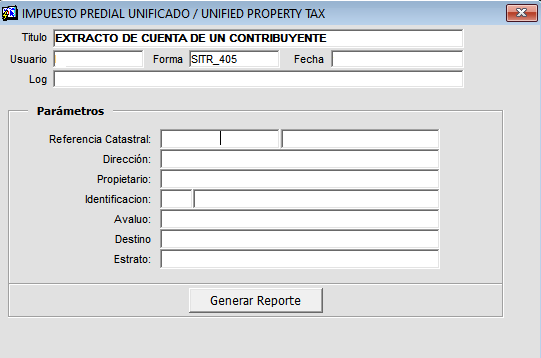 IMPUESTO PREDIAL UNIFICADO / UNIFIED PROPERTY TAX
Titulo EXTRACTO DE CUENTA DE UN CONTRIBUYENTE
Usuario Forma SITR_405 Fecha
Log
Parámetros
Referencia Catastral:
Dirección:
Propietario:
Identificacion:
Avaluo:
Destino
Estrato:
Generar Reporte